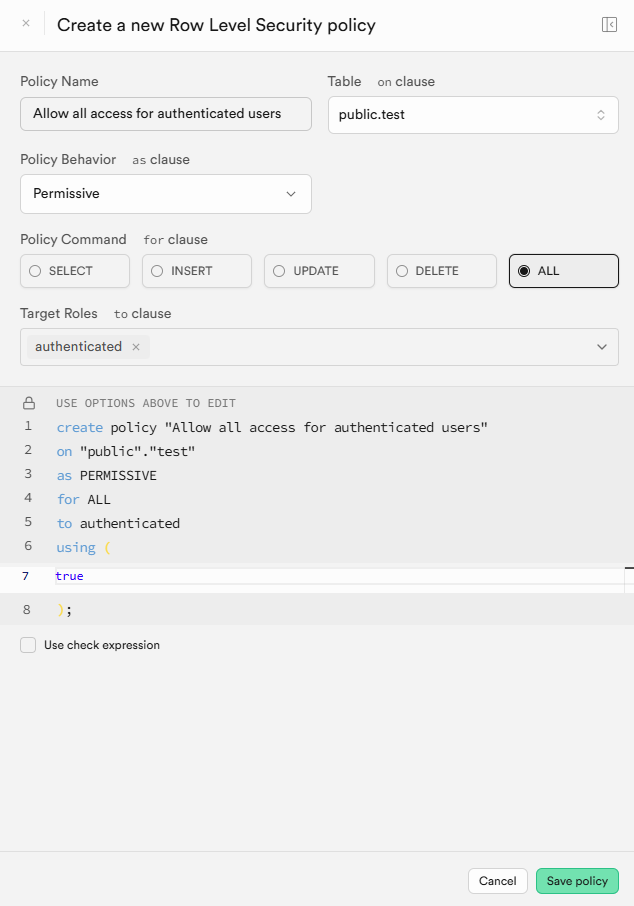 Create a new Row Level Security policy
Policy Name
Table on clause
Allow all access for authenticated users
public.test
Policy Behavior as clause
Permissive
Policy Command for clause
SELECT
INSERT
UPDATE
DELETE
ALL
Target Roles to clause
authenticated ×
USE OPTIONS ABOVE TO EDIT
1 create policy "Allow all access for authenticated users"
2 on "public"."test"
3 as PERMISSIVE
4 for ALL
5 to authenticated
6 using (
7 true
8 );
Use check expression
Cancel
Save policy